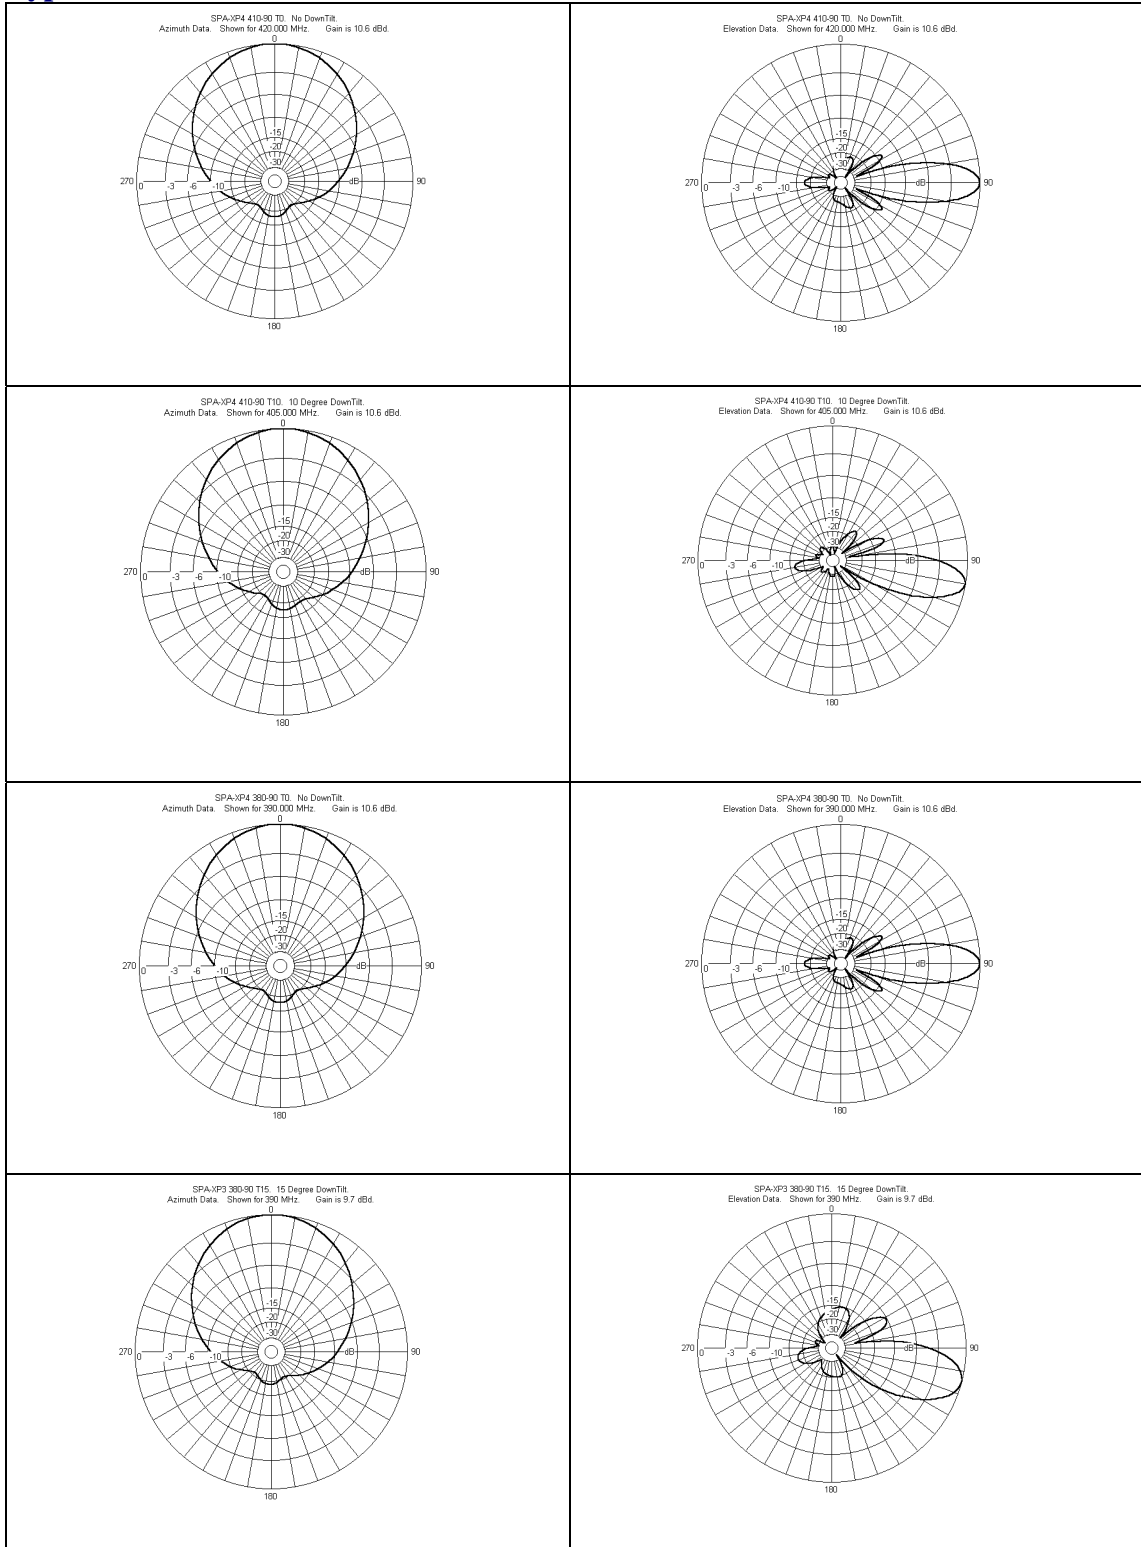 SPA-XP4 410-90 T0. No DownTilt.
Azimuth Data. Shown for 420.000 MHz. Gain is 10.6 dBd.
0
-15
-20
-30
270 0 -3 -6 -10 dB 90
180
SPA-XP4 410-90 T0. No DownTilt.
Elevation Data. Shown for 420.000 MHz. Gain is 10.6 dBd.
0
-15
-20
-30
270 0 -3 -6 -10 dB 90
180
SPA-XP4 410-90 T10. 10 Degree DownTilt.
Azimuth Data. Shown for 405.000 MHz. Gain is 10.6 dBd.
0
-15
-20
-30
270 0 -3 -6 -10 dB 90
180
SPA-XP4 410-90 T10. 10 Degree DownTilt.
Elevation Data. Shown for 405.000 MHz. Gain is 10.6 dBd.
0
-15
-20
-30
270 0 -3 -6 -10 dB 90
180
SPA-XP4 380-90 T0. No DownTilt.
Azimuth Data. Shown for 390.000 MHz. Gain is 10.6 dBd.
0
-15
-20
-30
270 0 -3 -6 -10 dB 90
180
SPA-XP4 380-90 T0. No DownTilt.
Elevation Data. Shown for 390.000 MHz. Gain is 10.6 dBd.
0
-15
-20
-30
270 0 -3 -6 -10 dB 90
180
SPA-XP3 380-90 T15. 15 Degree DownTilt.
Azimuth Data. Shown for 390 MHz. Gain is 9.7 dBd.
0
-15
-20
-30
270 0 -3 -6 -10 dB 90
180
SPA-XP3 380-90 T15. 15 Degree DownTilt.
Elevation Data. Shown for 390 MHz. Gain is 9.7 dBd.
0
-15
-20
-30
270 0 -3 -6 -10 dB 90
180